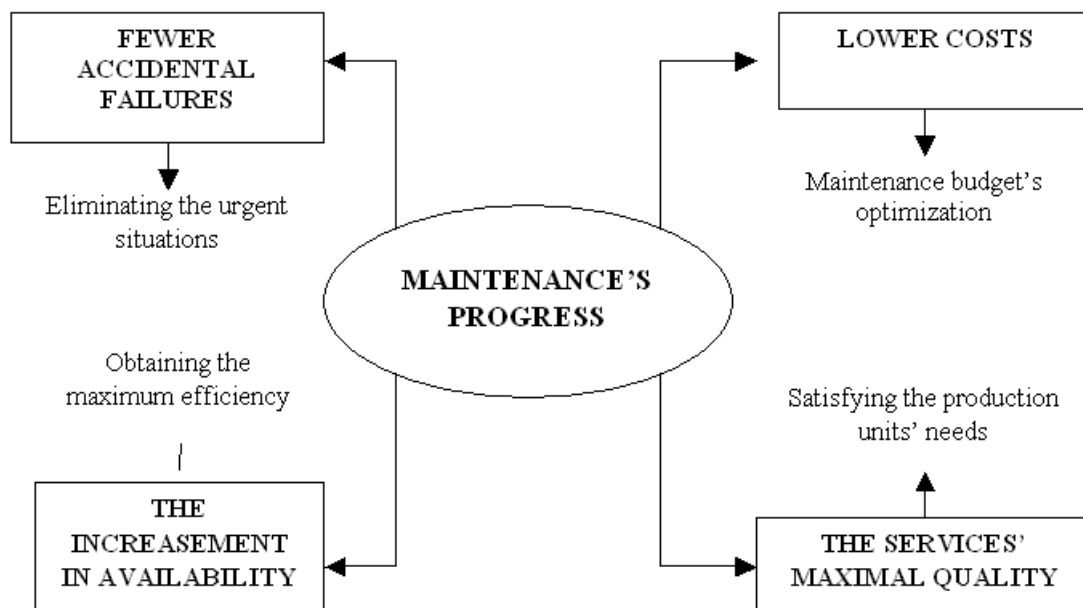 FEWER
ACCIDENTAL
FAILURES
LOWER COSTS
Eliminating the urgent
situations
Maintenance budget's
optimization
MAINTENANCE'S
PROGRESS
Obtaining the
maximum efficiency
Satisfying the production
units' needs
THE
INCREASEMENT
IN AVAILABILITY
THE SERVICES'
MAXIMAL QUALITY